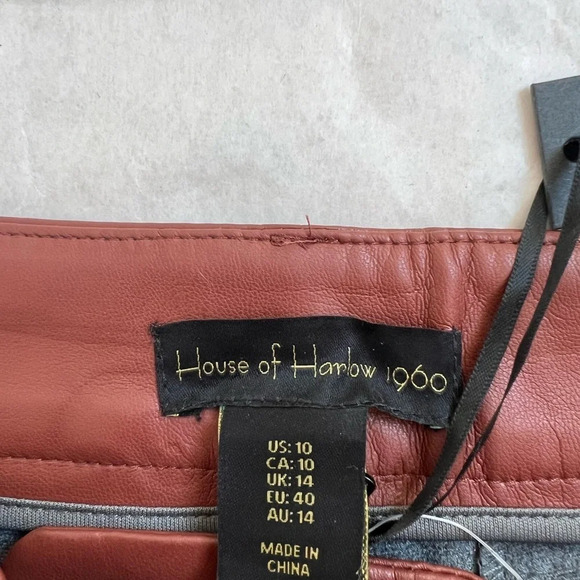 House of Harlow 1960
US: 10
CA: 10
UK: 14
EU: 40
AU: 14
MADE IN
CHINA